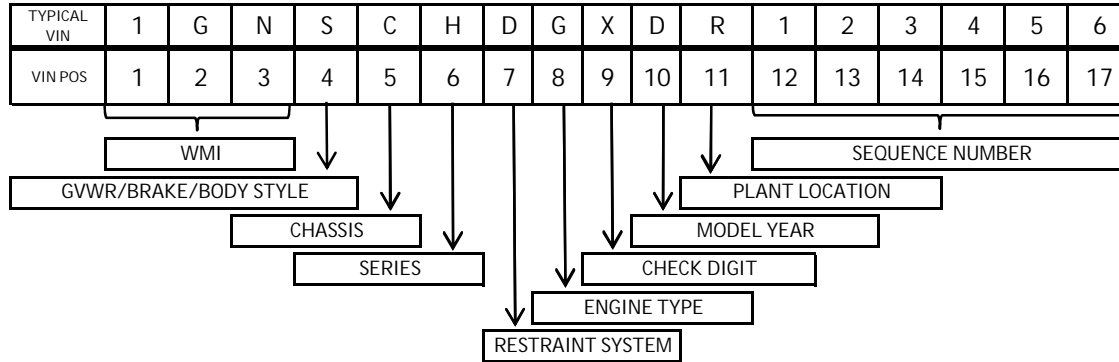 TYPICAL VIN 1 G N S C H D G X D R 1 2 3 4 5 6
VIN POS 1 2 3 4 5 6 7 8 9 10 11 12 13 14 15 16 17
WMI SEQUENCE NUMBER
GVWR/BRAKE/BODY STYLE PLANT LOCATION
CHASSIS MODEL YEAR
SERIES CHECK DIGIT
ENGINE TYPE
RESTRAINT SYSTEM